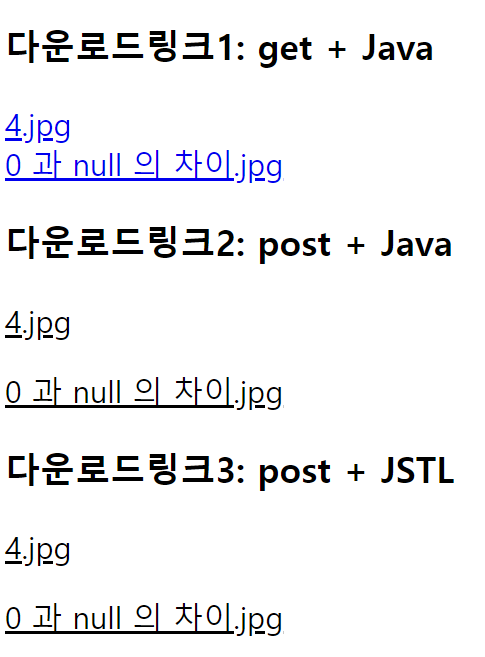 다운로드링크1: get + Java
4.jpg
0 과 null 의 차이.jpg
다운로드링크2: post + Java
4.jpg
0 과 null 의 차이.jpg
다운로드링크3: post + JSTL
4.jpg
0 과 null 의 차이.jpg